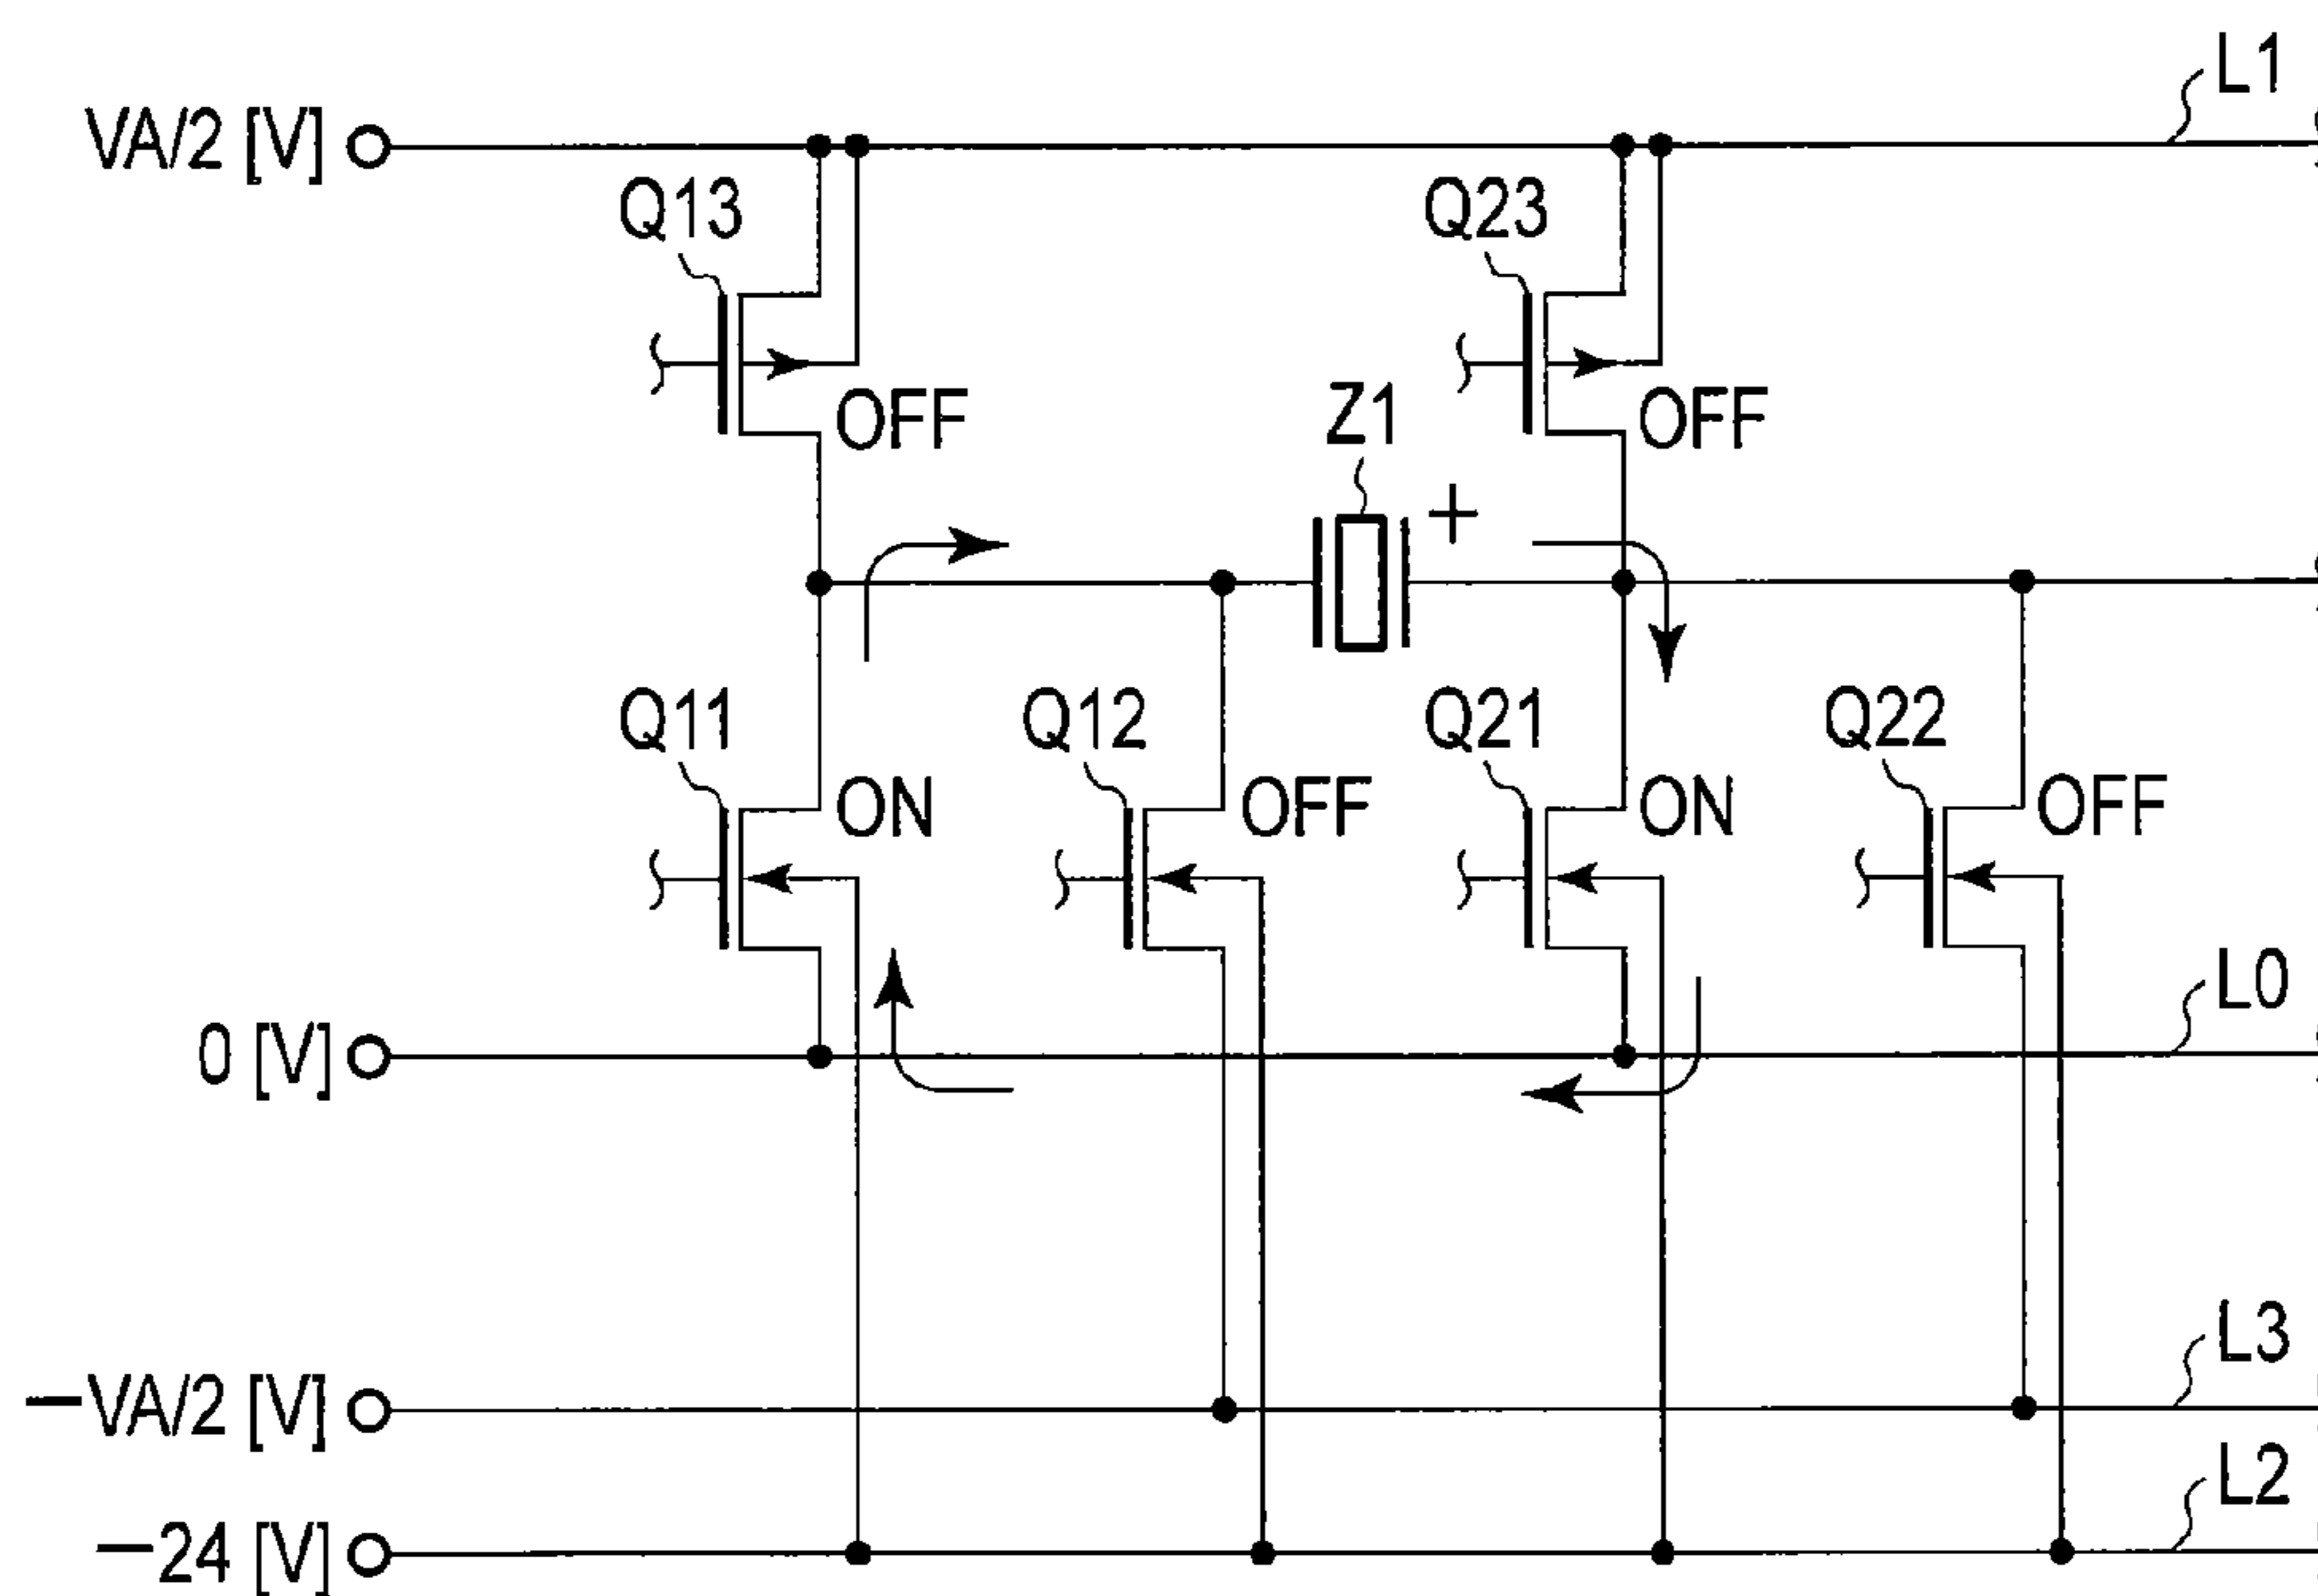 L1
VA/2 [V]
Q13
Q23
OFF
Z1
OFF
+
Q11
Q12
Q21
Q22
ON
OFF
ON
OFF
L0
0 [V]
L3
−VA/2 [V]
L2
−24 [V]